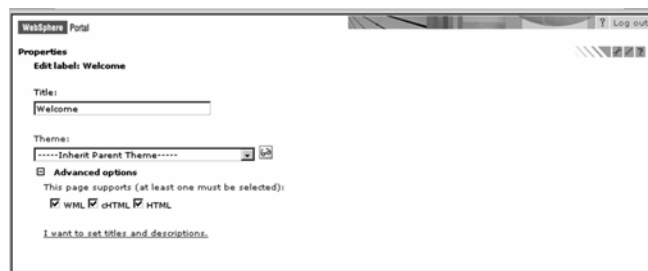 WebSphere Portal
? Log out
Properties
Edit label: Welcome
Title:
Welcome
Theme:
-----Inherit Parent Theme-----
Advanced options
This page supports (at least one must be selected):
WML cHTML HTML
I want to set titles and descriptions.